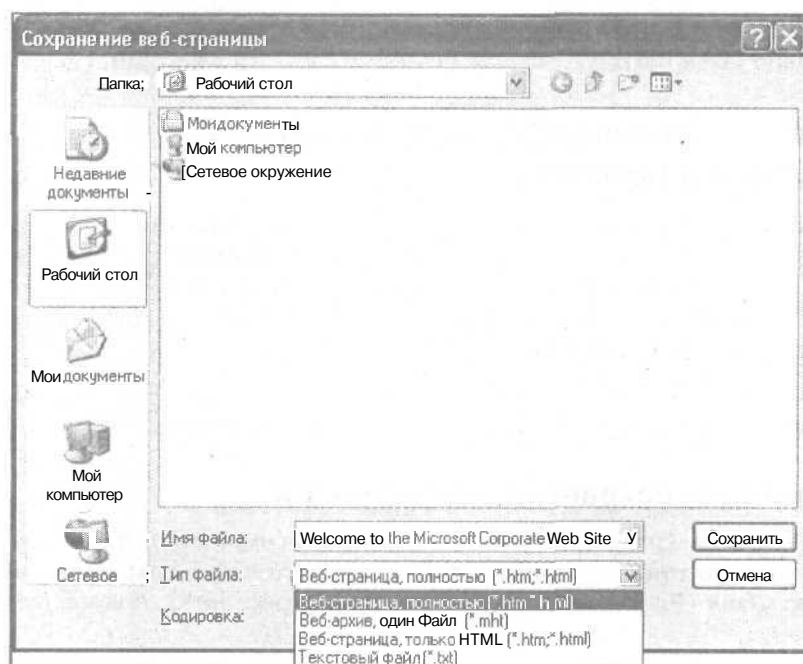 Сохранение веб-страницы
Папка;
Рабочий стол
Недавние
документы
Рабочий стол
Мои документы
Мой
компьютер
Сетевое
Мои документы
Мой компьютер
[Сетевое окружение
Имя файла:
Welcome to the Microsoft Corporate Web Site
Сохранить
Тип файла:
Веб-страница, полностью (*.htm;*.html)
Отмена
Кодировка:
Веб-страница, полностью (*.htm
Веб-архив, один Файл (*.mht)
Веб-страница, только HTML (*.htm;*.html)
Текстовый файл (*.txt)